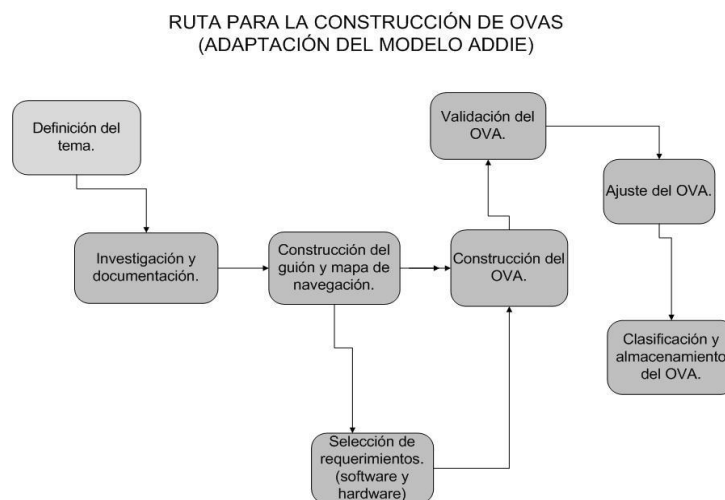 RUTA PARA LA CONSTRUCCIÓN DE OVAS
(ADAPTACIÓN DEL MODELO ADDIE)
Definición del
tema.
Investigación y
documentación.
Construcción del
guión y mapa de
navegación.
Selección de
requerimientos.
(software y
hardware)
Construcción del
OVA.
Validación del
OVA.
Ajuste del OVA.
Clasificación y
almacenamiento
del OVA.